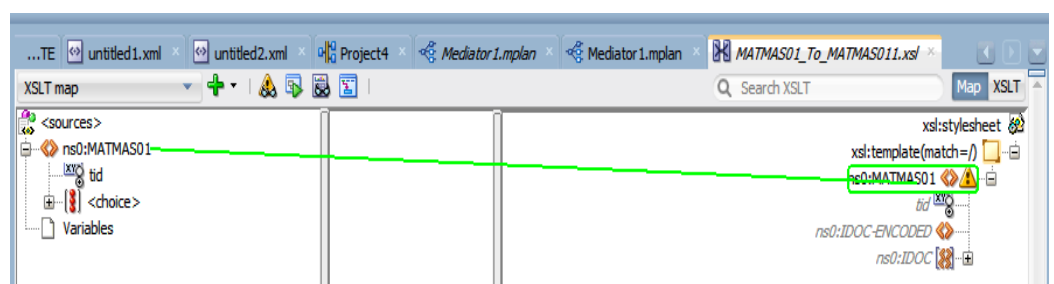 ...TE untitled1.xml untitled2.xml Project4 Mediator1.mplan Mediator1.mplan MATMAS01_To_MATMAS011.xsl
XSLT map Search XSLT Map XSLT
<sources> xsl:stylesheet
ns0:MATMAS01 xsl:template(match=/)
tid ns0:MATMAS01
<choice> tid
Variables ns0:IDOC-ENCODED
ns0:IDOC